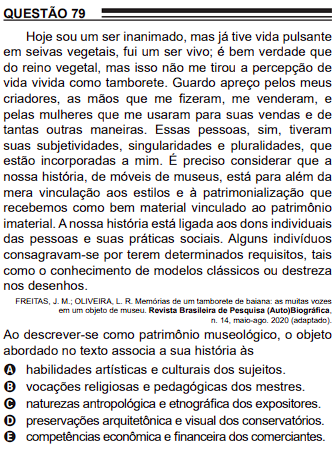 QUESTÃO 79
Hoje sou um ser inanimado, mas já tive vida pulsante
em seivas vegetais, fui um ser vivo; é bem verdade que
do reino vegetal, mas isso não me tirou a percepção de
vida vivida como tamborete. Guardo apreço pelos meus
criadores, as mãos que me fizeram, me venderam, e
pelas mulheres que me usaram para suas vendas e de
tantas outras maneiras. Essas pessoas, sim, tiveram
suas subjetividades, singularidades e pluralidades, que
estão incorporadas a mim. É preciso considerar que a
nossa história, de móveis de museus, está para além da
mera vinculação aos estilos e à patrimonialização que
recebemos como bem material vinculado ao patrimônio
imaterial. A nossa história está ligada aos dons individuais
das pessoas e suas práticas sociais. Alguns indivíduos
consagravam-se por terem determinados requisitos, tais
como o conhecimento de modelos clássicos ou destreza
nos desenhos.
FREITAS, J. M.; OLIVEIRA, L. R. Memórias de um tamborete de baiana: as muitas vozes
em um objeto de museu. Revista Brasileira de Pesquisa (Auto)Biográfica,
n. 14, maio-ago. 2020 (adaptado).
Ao descrever-se como patrimônio museológico, o objeto
abordado no texto associa a sua história às
A habilidades artísticas e culturais dos sujeitos.
B vocações religiosas e pedagógicas dos mestres.
C naturezas antropológica e etnográfica dos expositores.
D preservações arquitetônica e visual dos conservatórios.
E competências econômica e financeira dos comerciantes.